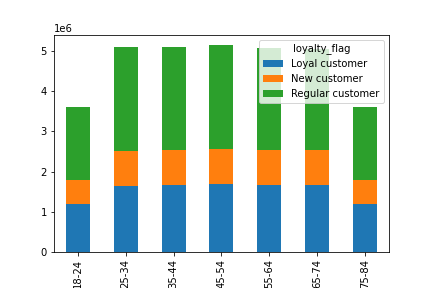 1e6
5
4
3
2
1
0
loyalty_flag
Loyal customer
New customer
Regular customer
18-24
25-34
35-44
45-54
55-64
65-74
75-84